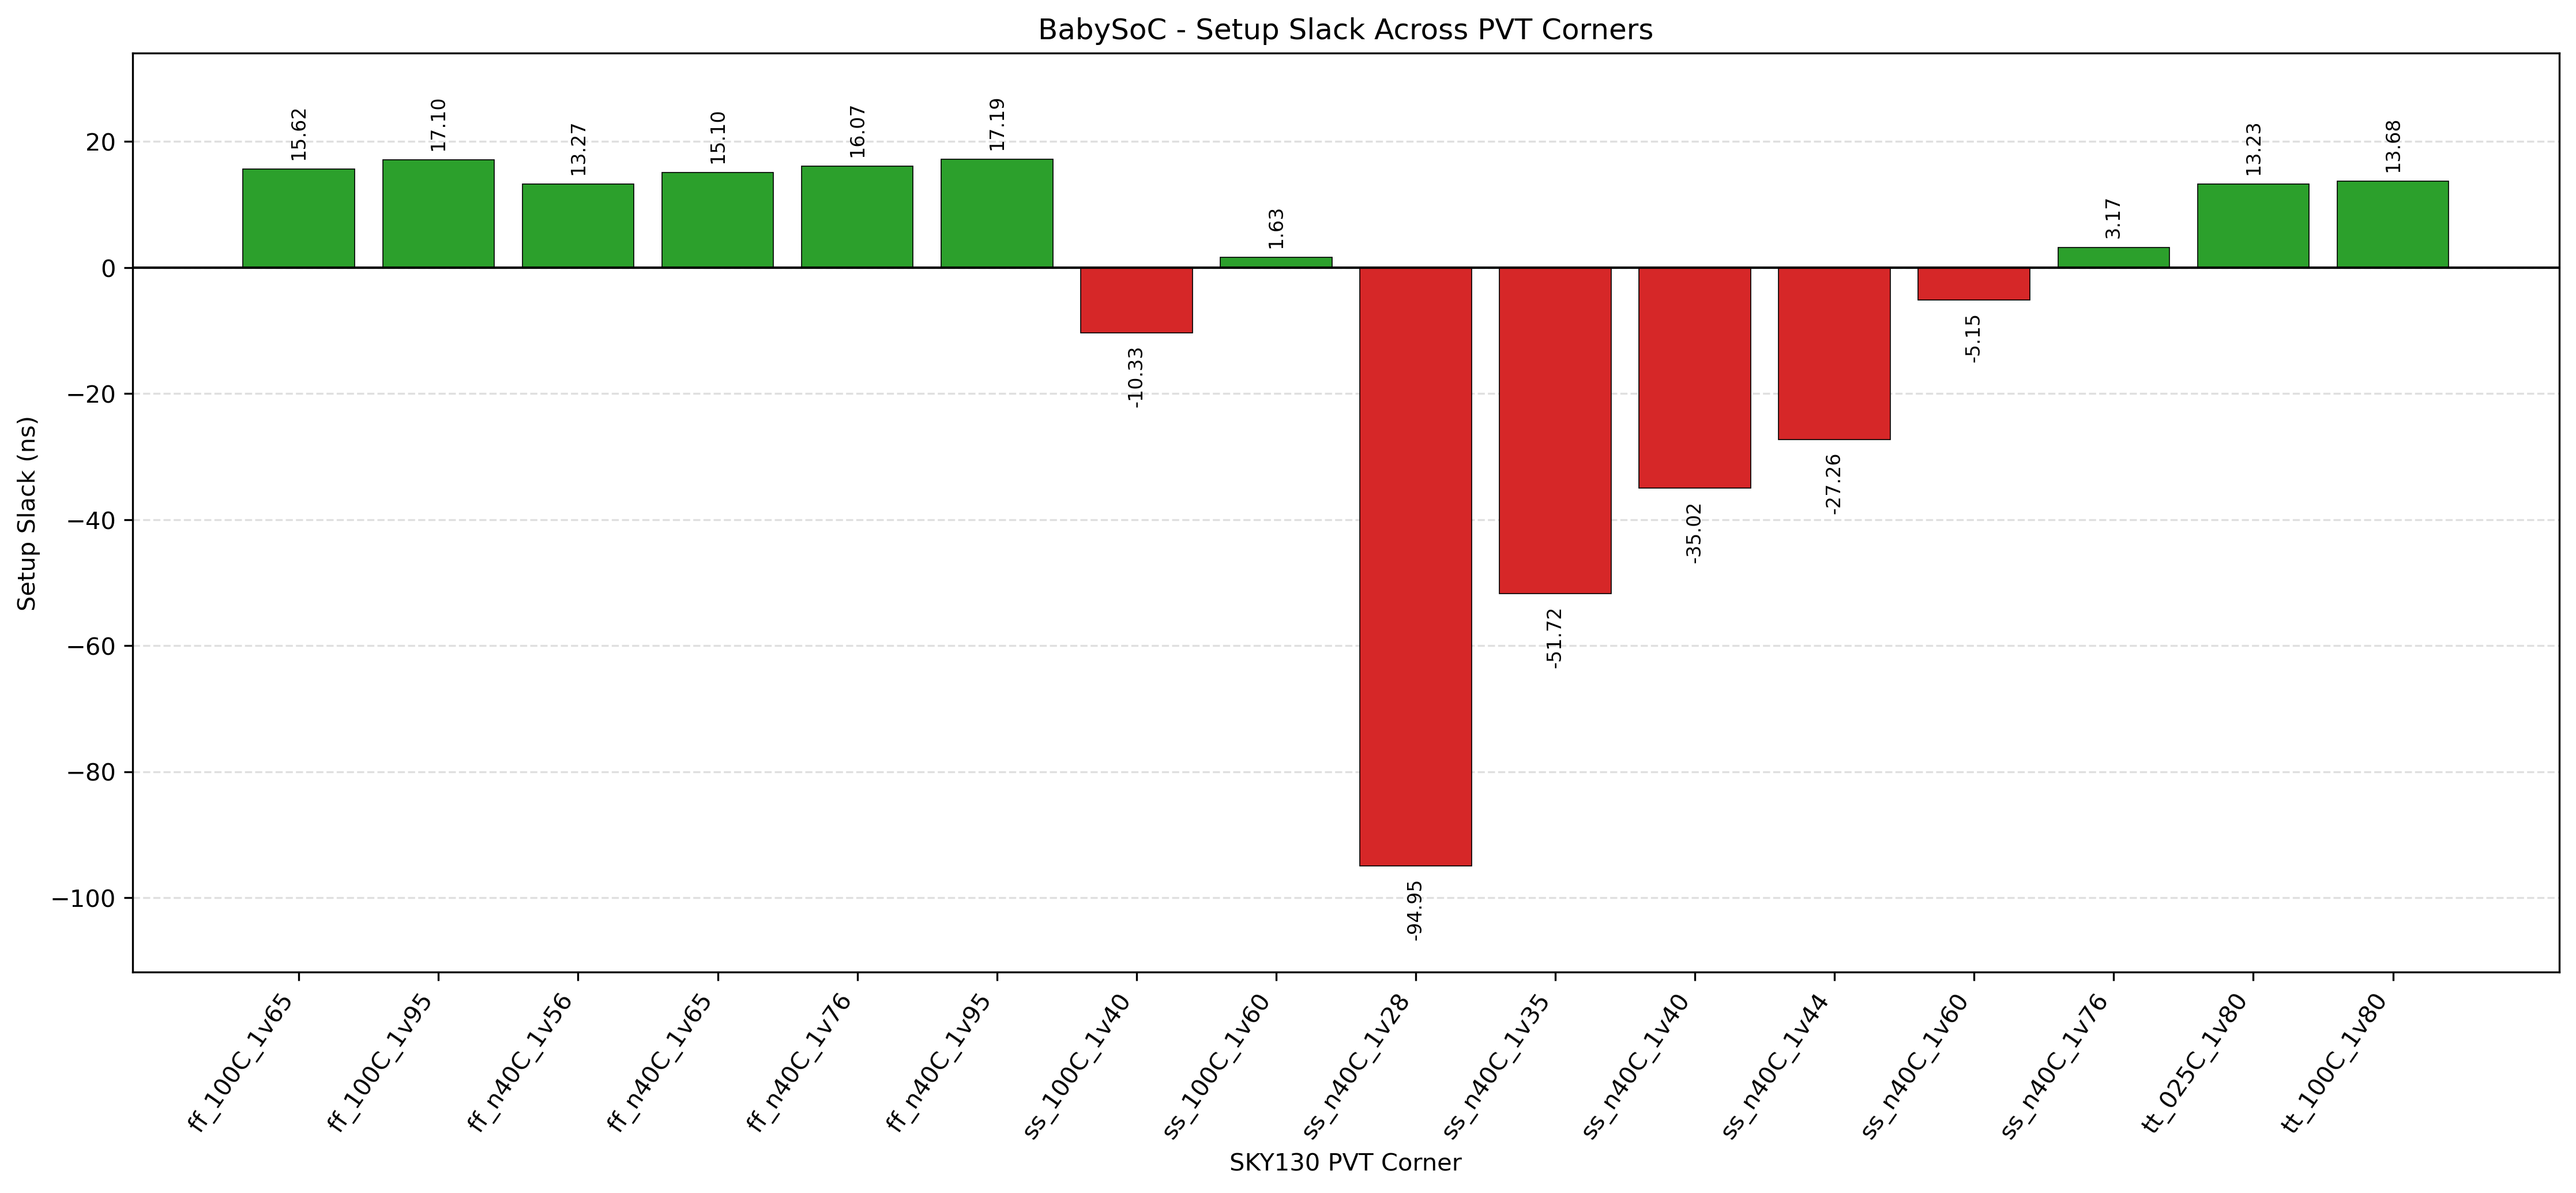 BabySoC - Setup Slack Across PVT Corners
Setup Slack (ns)
20
0
−20
−40
−60
−80
−100
15.62
17.10
13.27
15.10
16.07
17.19
-10.33
1.63
-94.95
-51.72
-35.02
-27.26
-5.15
3.17
13.23
13.68
ff_100C_1v65
ff_100C_1v95
ff_n40C_1v56
ff_n40C_1v65
ff_n40C_1v76
ff_n40C_1v95
ss_100C_1v40
ss_100C_1v60
ss_n40C_1v28
ss_n40C_1v35
ss_n40C_1v40
ss_n40C_1v44
ss_n40C_1v60
ss_n40C_1v76
tt_025C_1v80
tt_100C_1v80
SKY130 PVT Corner